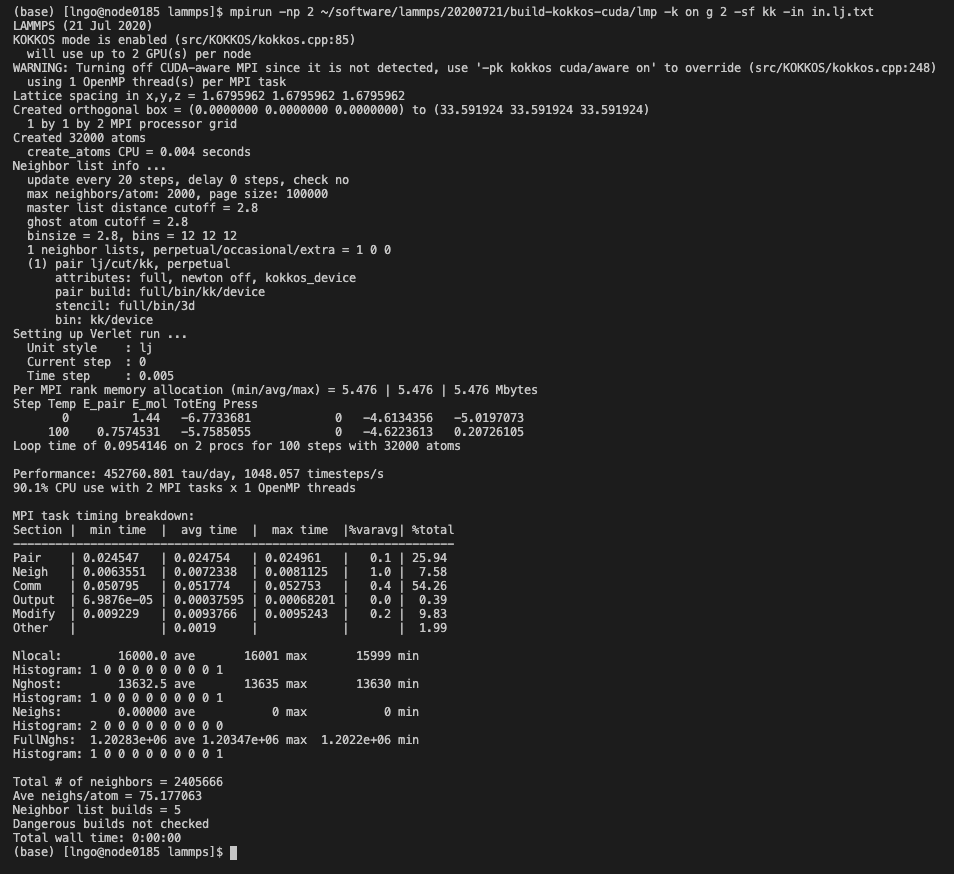 (base) [lngo@node0185 lammps]$ mpirun -np 2 ~/software/lammps/20200721/build-kokkos-cuda/lmp -k on g 2 -sf kk -in in.lj.txt
LAMMPS (21 Jul 2020)
KOKKOS mode is enabled (src/KOKKOS/kokkos.cpp:85)
  will use up to 2 GPU(s) per node
WARNING: Turning off CUDA-aware MPI since it is not detected, use '-pk kokkos cuda/aware on' to override (src/KOKKOS/kokkos.cpp:248)
  using 1 OpenMP thread(s) per MPI task
Lattice spacing in x,y,z = 1.6795962 1.6795962 1.6795962
Created orthogonal box = (0.0000000 0.0000000 0.0000000) to (33.591924 33.591924 33.591924)
  1 by 1 by 2 MPI processor grid
Created 32000 atoms
  create_atoms CPU = 0.004 seconds
Neighbor list info ...
  update every 20 steps, delay 0 steps, check no
  max neighbors/atom: 2000, page size: 100000
  master list distance cutoff = 2.8
  ghost atom cutoff = 2.8
  binsize = 2.8, bins = 12 12 12
  1 neighbor lists, perpetual/occasional/extra = 1 0 0
  (1) pair lj/cut/kk, perpetual
      attributes: full, newton off, kokkos_device
      pair build: full/bin/kk/device
      stencil: full/bin/3d
      bin: kk/device
Setting up Verlet run ...
  Unit style    : lj
  Current step  : 0
  Time step     : 0.005
Per MPI rank memory allocation (min/avg/max) = 5.476 | 5.476 | 5.476 Mbytes
Step Temp E_pair E_mol TotEng Press
       0         1.44   -6.7733681            0   -4.6134356   -5.0197073
     100    0.7574531   -5.7585055            0   -4.6223613   0.20726105
Loop time of 0.0954146 on 2 procs for 100 steps with 32000 atoms

Performance: 452760.801 tau/day, 1048.057 timesteps/s
90.1% CPU use with 2 MPI tasks x 1 OpenMP threads

MPI task timing breakdown:
Section |  min time  |  avg time  |  max time  |%varavg| %total
---------------------------------------------------------------
Pair    | 0.024547   | 0.024754   | 0.024961   |   0.1 | 25.94
Neigh   | 0.0063551  | 0.0072338  | 0.0081125  |   1.0 |  7.58
Comm    | 0.050795   | 0.051774   | 0.052753   |   0.4 | 54.26
Output  | 6.9876e-05 | 0.00037595 | 0.00068201 |   0.0 |  0.39
Modify  | 0.009229   | 0.0093766  | 0.0095243  |   0.2 |  9.83
Other   |            | 0.0019     |            |       |  1.99

Nlocal:        16000.0 ave       16001 max       15999 min
Histogram: 1 0 0 0 0 0 0 0 0 1
Nghost:        13632.5 ave       13635 max       13630 min
Histogram: 1 0 0 0 0 0 0 0 0 1
Neighs:        0.00000 ave           0 max           0 min
Histogram: 2 0 0 0 0 0 0 0 0 0
FullNghs:  1.20283e+06 ave 1.20347e+06 max  1.2022e+06 min
Histogram: 1 0 0 0 0 0 0 0 0 1

Total # of neighbors = 2405666
Ave neighs/atom = 75.177063
Neighbor list builds = 5
Dangerous builds not checked
Total wall time: 0:00:00
(base) [lngo@node0185 lammps]$